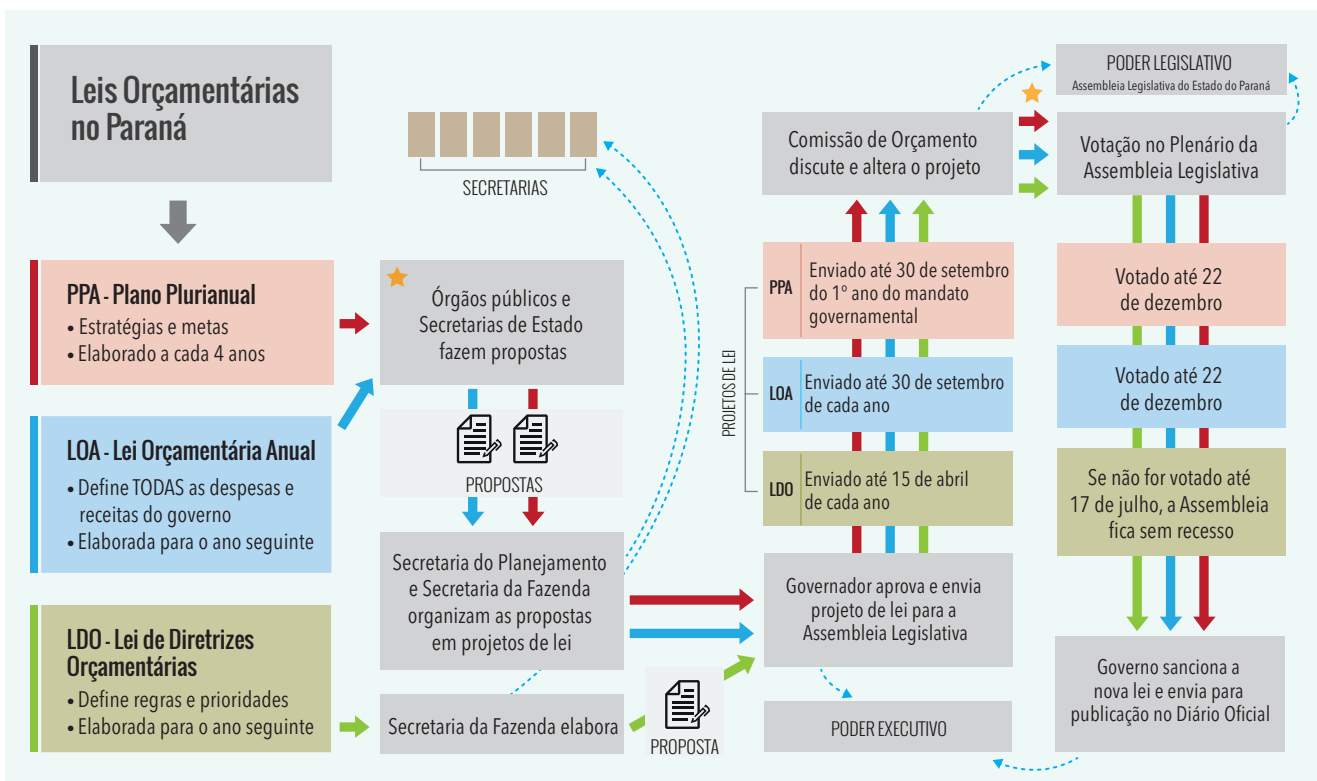 Leis Orçamentárias
no Paraná
PPA - Plano Plurianual
• Estratégias e metas
• Elaborado a cada 4 anos
LOA - Lei Orçamentária Anual
• Define TODAS as despesas e
receitas do governo
• Elaborada para o ano seguinte
LDO - Lei de Diretrizes
Orçamentárias
• Define regras e prioridades
• Elaborada para o ano seguinte
SECRETARIAS
Órgãos públicos e
Secretarias de Estado
fazem propostas
PROPOSTAS
Secretaria do Planejamento
e Secretaria da Fazenda
organizam as propostas
em projetos de lei
Secretaria da Fazenda elabora
PROPOSTA
Comissão de Orçamento
discute e altera o projeto
PROJETOS DE LEI
PPA
Enviado até 30 de setembro
do 1º ano do mandato
governamental
LOA
Enviado até 30 de setembro
de cada ano
LDO
Enviado até 15 de abril
de cada ano
Governador aprova e envia
projeto de lei para a
Assembleia Legislativa
PODER EXECUTIVO
PODER LEGISLATIVO
Assembleia Legislativa do Estado do Paraná
Votação no Plenário da
Assembleia Legislativa
Votado até 22
de dezembro
Votado até 22
de dezembro
Se não for votado até
17 de julho, a Assembleia
fica sem recesso
Governo sanciona a
nova lei e envia para
publicação no Diário Oficial